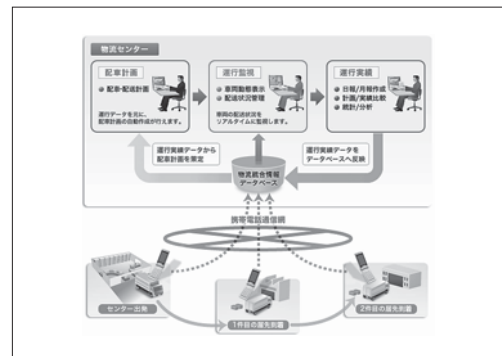 物流センター
配車計画
● 配車・配送計画
運行データを元に、
配車計画の自動作成が行えます。
運行監視
● 車両動態表示
● 配送状況管理
車両の配送状況を
リアルタイムに監視します。
運行実績
● 日報/月報作成
● 計画/実績比較
● 統計/分析
運行実績データから
配車計画を策定
運行実績データを
データベースへ反映
物流統合情報
データベース
携帯電話通信網
センター出発
1件目の届先到着
2件目の届先到着